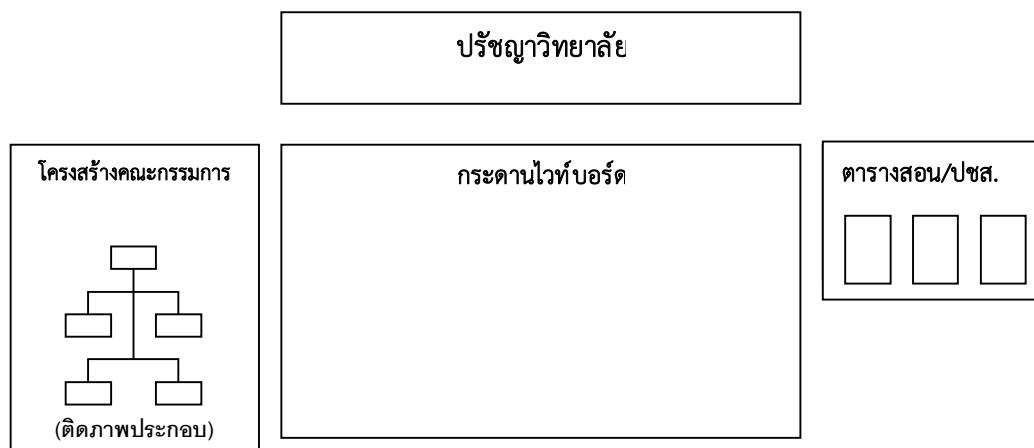 ปรัชญาวิทยาลัย
โครงสร้างคณะกรรมการ
(ติดภาพประกอบ)
กระดานไวท์บอร์ด
ตารางสอน/ปชส.